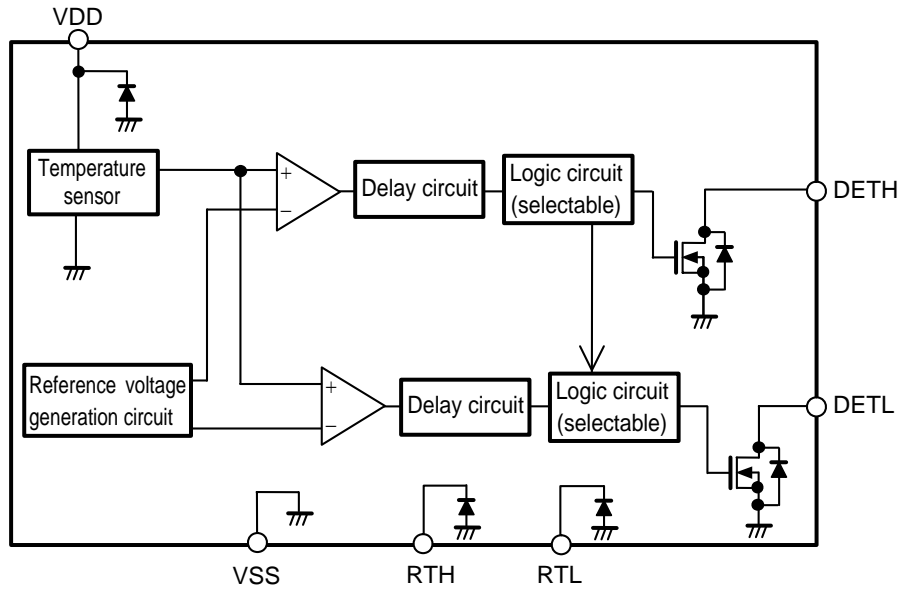 VDD
Temperature
sensor
+
−
Delay circuit
Logic circuit
(selectable)
DETH
Reference voltage
generation circuit
+
−
Delay circuit
Logic circuit
(selectable)
DETL
VSS
RTH
RTL